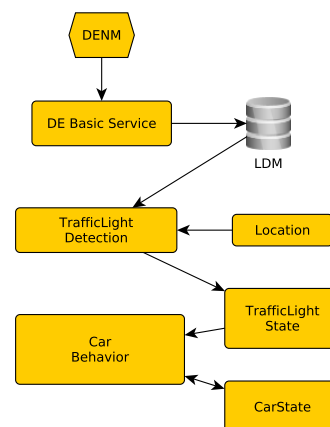 DENM
DE Basic Service
LDM
TrafficLight
Detection
Location
TrafficLight
State
Car
Behavior
CarState